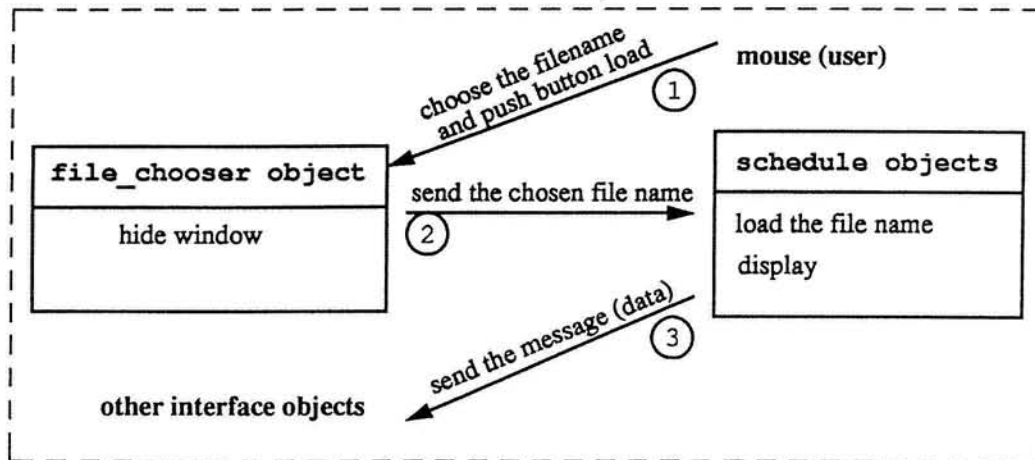 choose the filename
and push button load
1
mouse (user)
file_chooser object
hide window
send the chosen file name
2
schedule objects
load the file name
display
send the message (data)
3
other interface objects